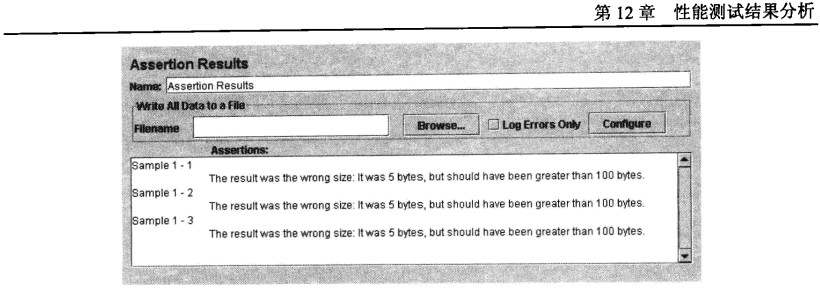 第 12 章 性能测试结果分析
Assertion Results
Name: Assertion Results
Write All Data to a File
Filename Browse... Log Errors Only Configure
Assertions:
Sample 1 - 1
The result was the wrong size: It was 5 bytes, but should have been greater than 100 bytes.
Sample 1 - 2
The result was the wrong size: It was 5 bytes, but should have been greater than 100 bytes.
Sample 1 - 3
The result was the wrong size: It was 5 bytes, but should have been greater than 100 bytes.